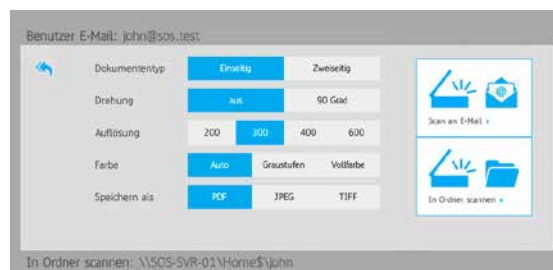 Benutzer E-Mail: john@sos.test
Dokumententyp Einseitig Zweiseitig
Drehung aus 90 Grad
Auflösung 200 300 400 600
Farbe Auto Graustufen Vollfarbe
Speichern als PDF JPEG TIFF
Scan an E-Mail
In Ordner scannen
In Ordner scannen: \\SOS-SVR-01\Home$\john